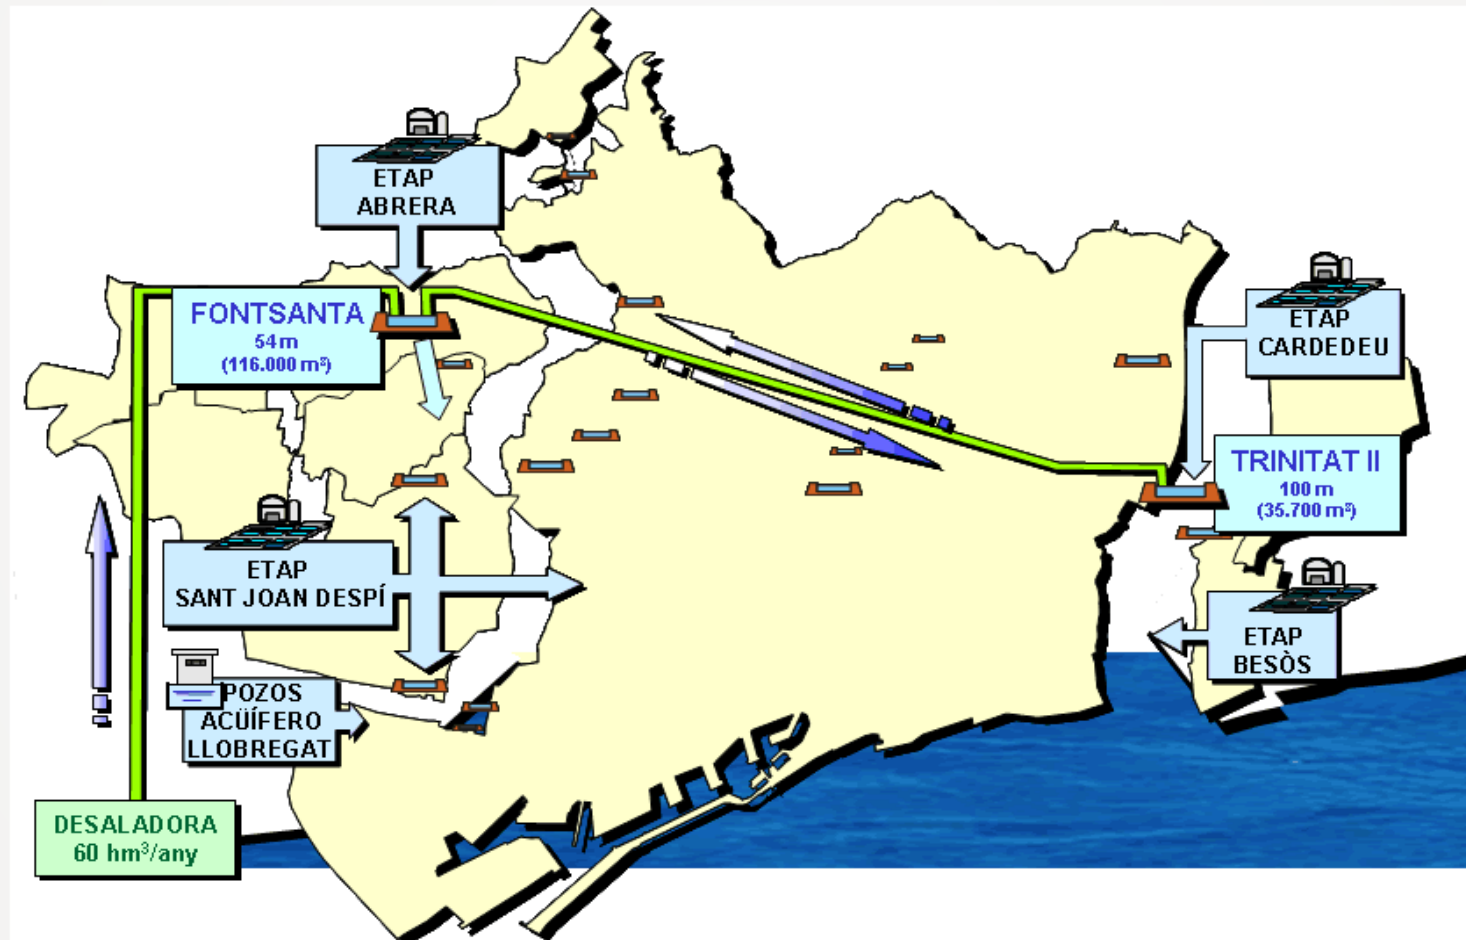 ETAP
ABRERA
FONTSANTA
54 m
(116.000 m³)
ETAP
CARDEDEU
TRINITAT II
100 m
(35.700 m³)
ETAP
SANT JOAN DESPÍ
ETAP
BESÒS
POZOS
ACÜÍFERO
LLOBREGAT
DESALADORA
60 hm³/any